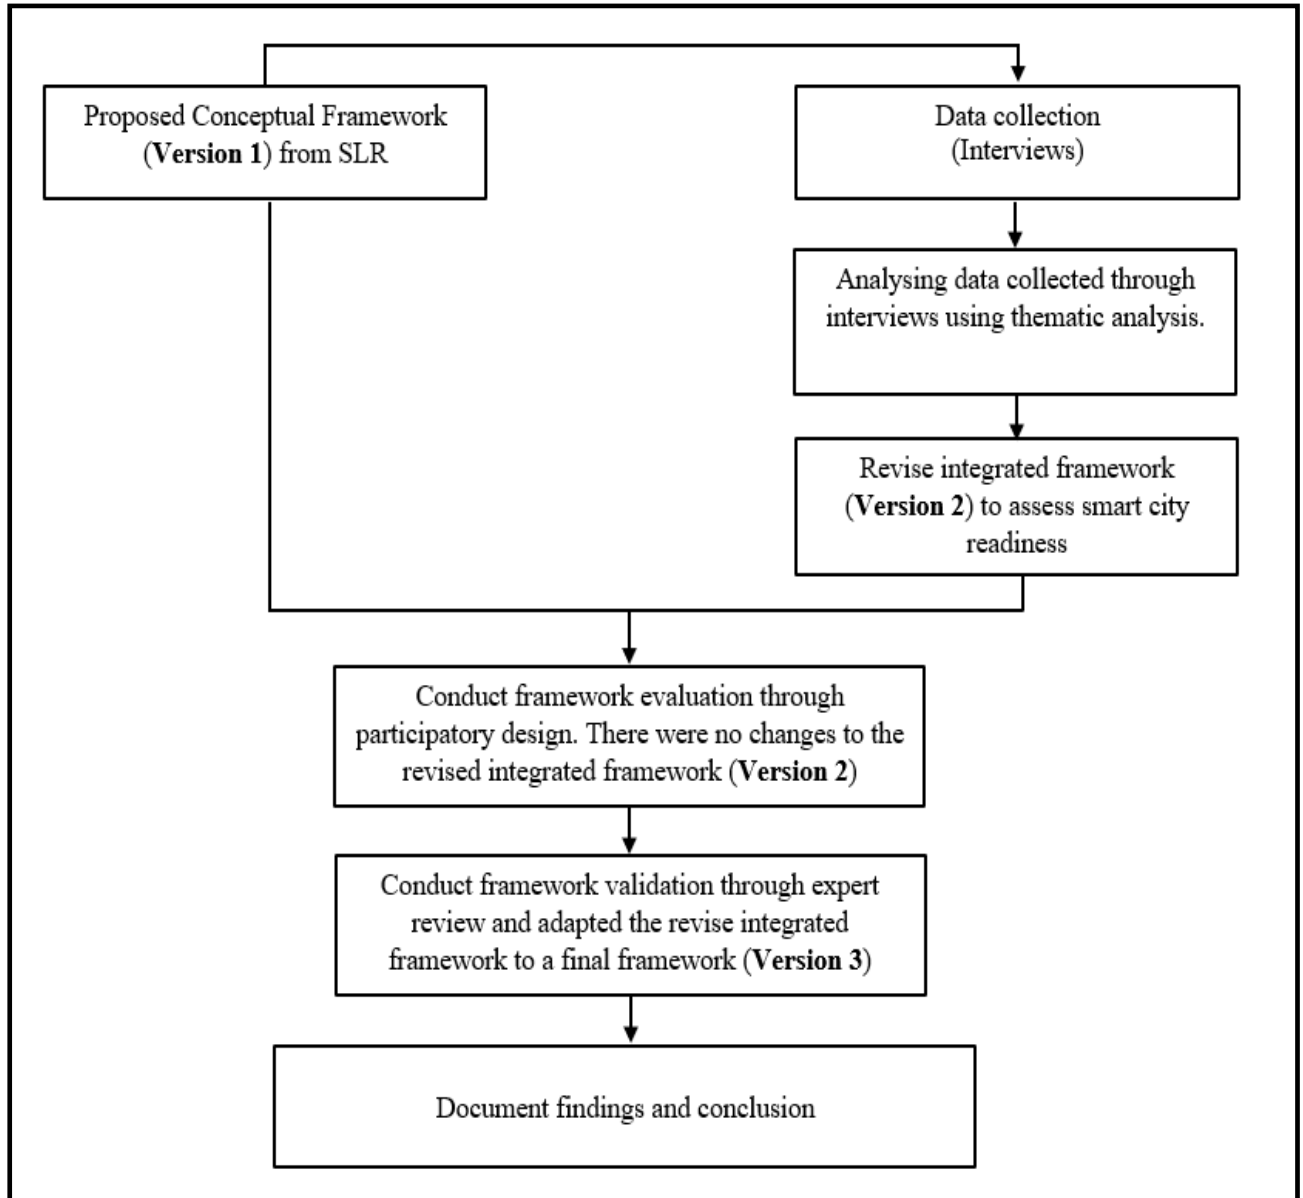 Proposed Conceptual Framework
(Version 1) from SLR
Data collection
(Interviews)
Analysing data collected through
interviews using thematic analysis.
Revise integrated framework
(Version 2) to assess smart city
readiness
Conduct framework evaluation through
participatory design. There were no changes to the
revised integrated framework (Version 2)
Conduct framework validation through expert
review and adapted the revise integrated
framework to a final framework (Version 3)
Document findings and conclusion